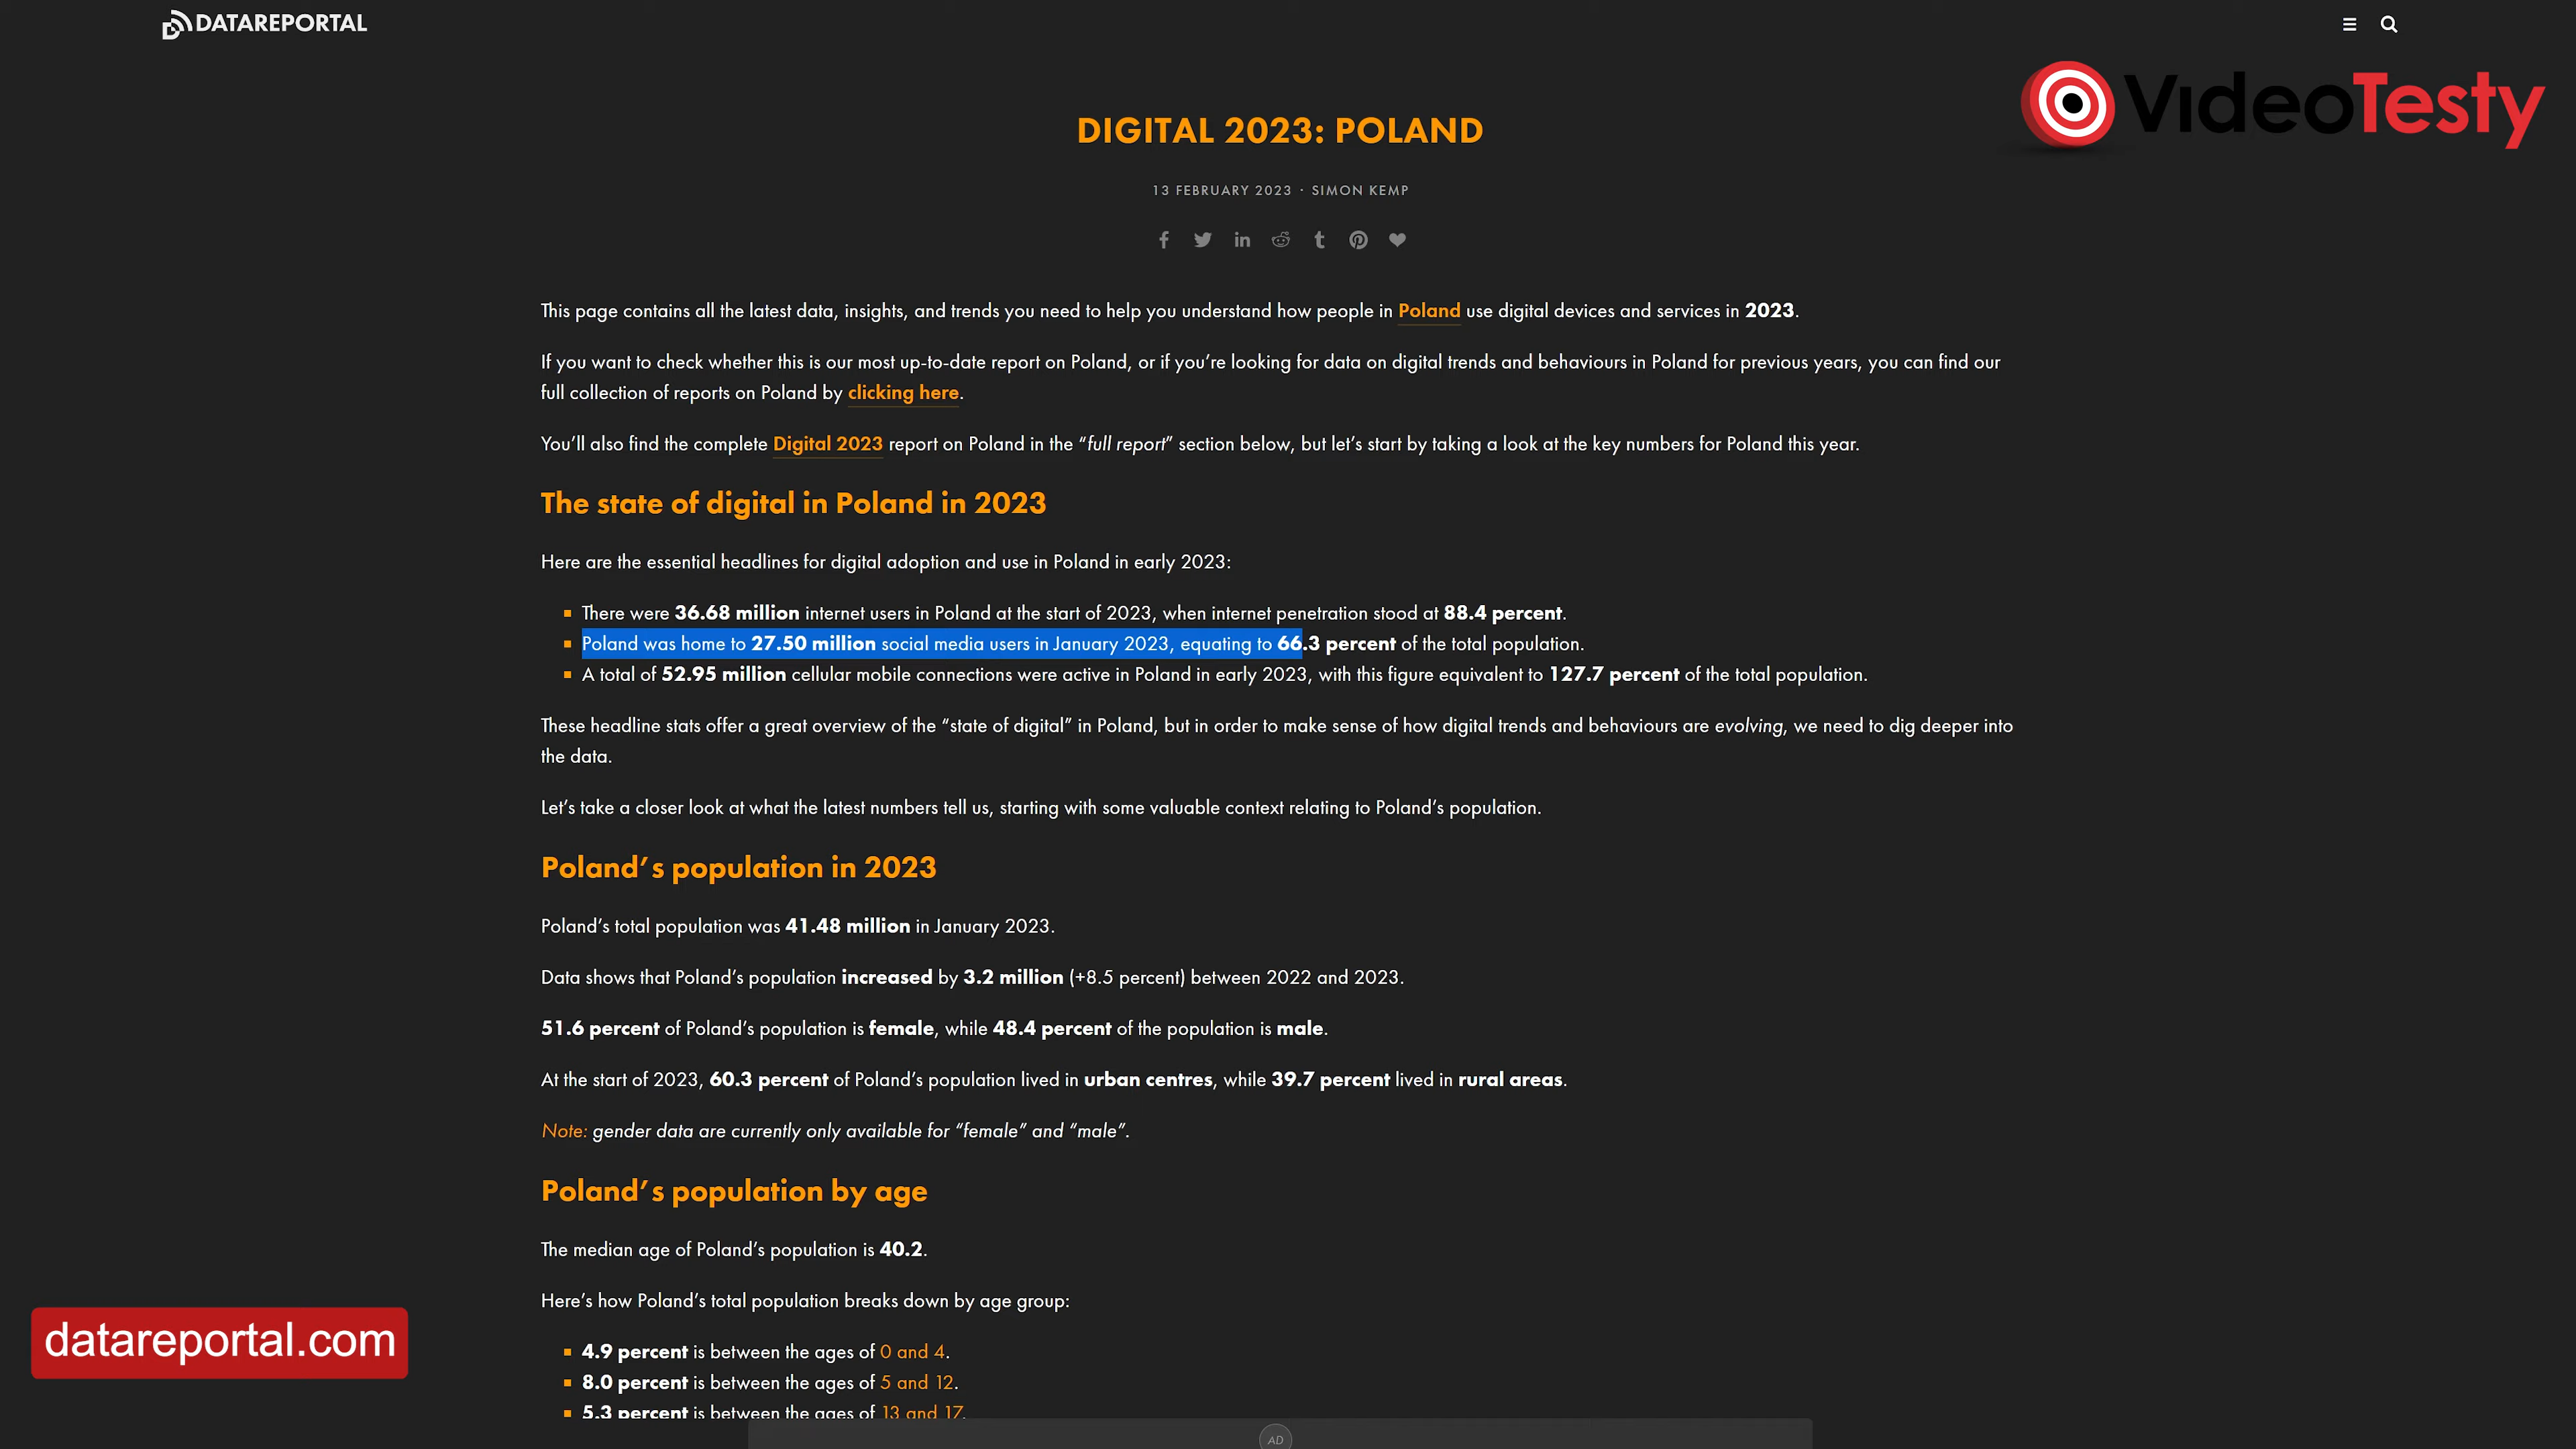 DATAREPORTAL
VideoTesty
DIGITAL 2023: POLAND
13 FEBRUARY 2023 · SIMON KEMP
This page contains all the latest data, insights, and trends you need to help you understand how people in Poland use digital devices and services in 2023.
If you want to check whether this is our most up-to-date report on Poland, or if you’re looking for data on digital trends and behaviours in Poland for previous years, you can find our
full collection of reports on Poland by clicking here.
You’ll also find the complete Digital 2023 report on Poland in the “full report” section below, but let’s start by taking a look at the key numbers for Poland this year.
The state of digital in Poland in 2023
Here are the essential headlines for digital adoption and use in Poland in early 2023:
There were 36.68 million internet users in Poland at the start of 2023, when internet penetration stood at 88.4 percent.
Poland was home to 27.50 million social media users in January 2023, equating to 66.3 percent of the total population.
A total of 52.95 million cellular mobile connections were active in Poland in early 2023, with this figure equivalent to 127.7 percent of the total population.
These headline stats offer a great overview of the “state of digital” in Poland, but in order to make sense of how digital trends and behaviours are evolving, we need to dig deeper into
the data.
Let’s take a closer look at what the latest numbers tell us, starting with some valuable context relating to Poland’s population.
Poland’s population in 2023
Poland’s total population was 41.48 million in January 2023.
Data shows that Poland’s population increased by 3.2 million (+8.5 percent) between 2022 and 2023.
51.6 percent of Poland’s population is female, while 48.4 percent of the population is male.
At the start of 2023, 60.3 percent of Poland’s population lived in urban centres, while 39.7 percent lived in rural areas.
Note: gender data are currently only available for “female” and “male”.
Poland’s population by age
The median age of Poland’s population is 40.2.
Here’s how Poland’s total population breaks down by age group:
4.9 percent is between the ages of 0 and 4.
8.0 percent is between the ages of 5 and 12.
5.3 percent is between the ages of 13 and 17.
datareportal.com
AD